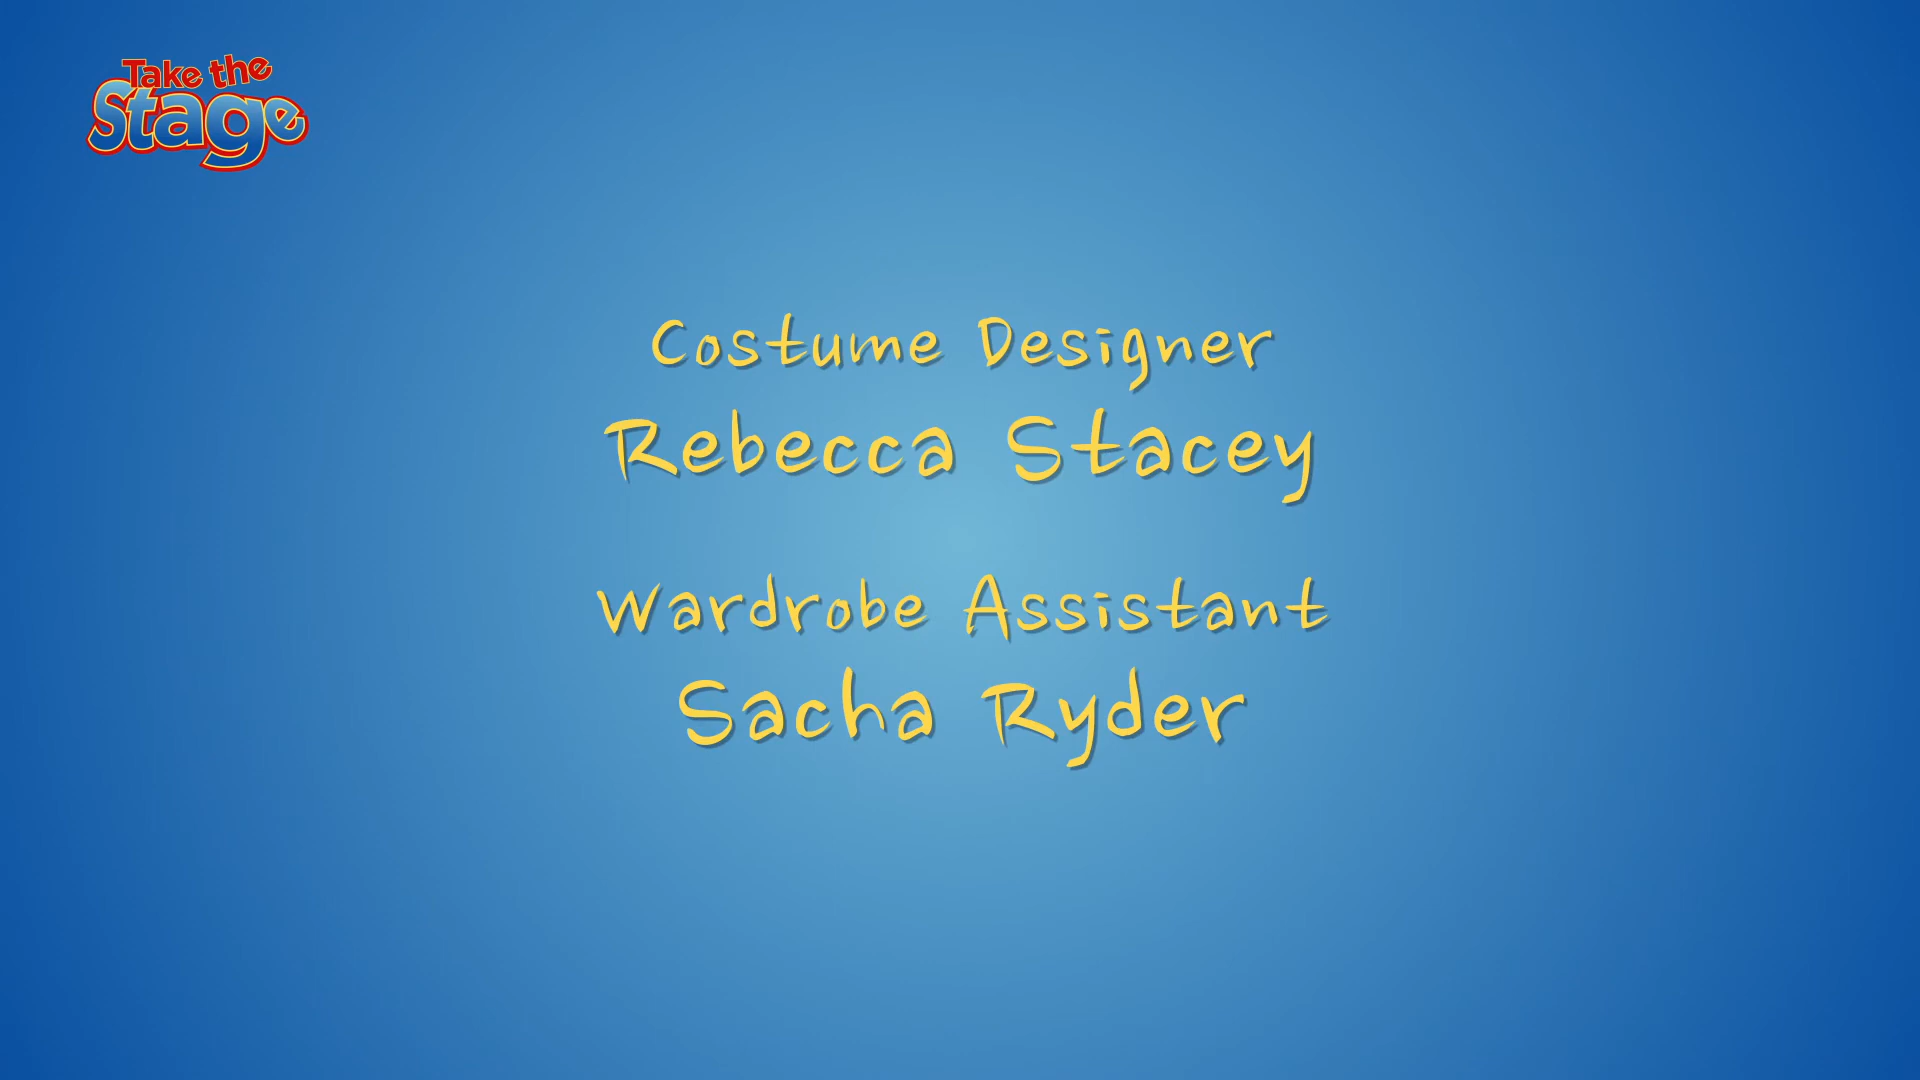 Take the
Stage
Costume Designer
Rebecca Stacey
Wardrobe Assistant
Sacha Ryder